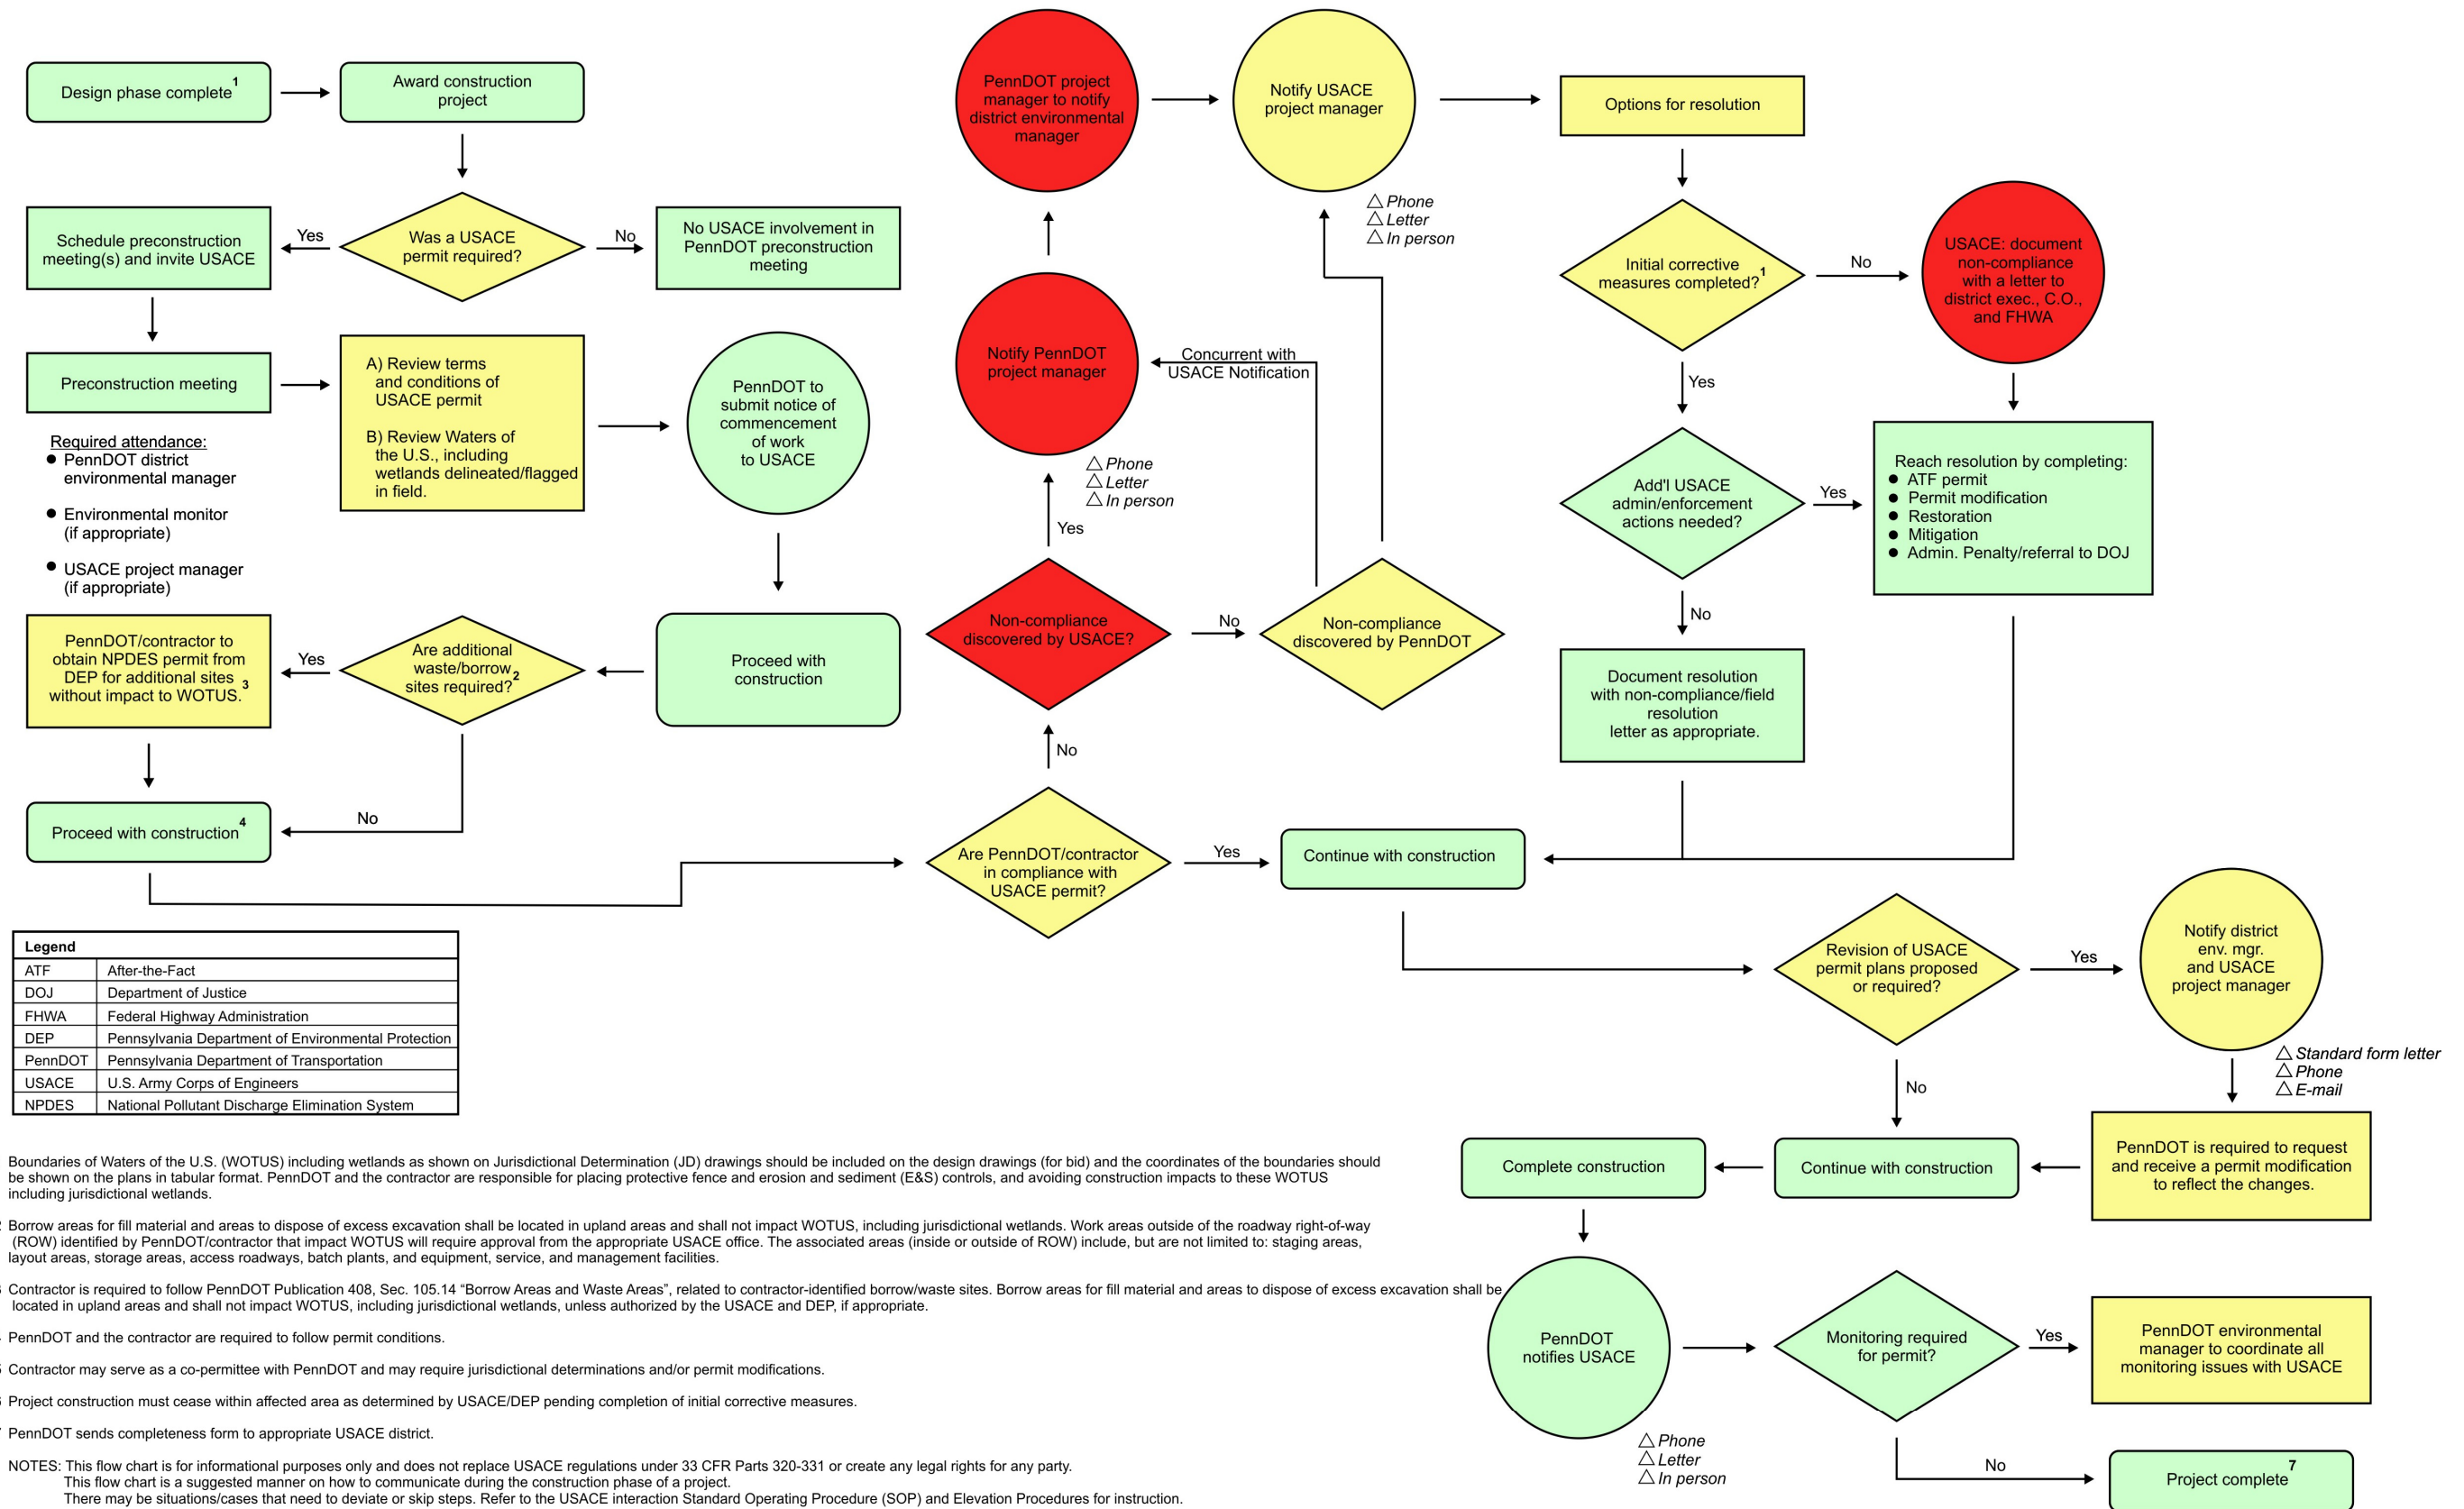 Design phase complete1
Award construction
project
Was a USACE
permit required?
Yes
No
Schedule preconstruction
meeting(s) and invite USACE
No USACE involvement in
PennDOT preconstruction
meeting
Preconstruction meeting
Required attendance:
● PennDOT district
environmental manager
● Environmental monitor
(if appropriate)
● USACE project manager
(if appropriate)
A) Review terms
and conditions of
USACE permit
B) Review Waters of
the U.S., including
wetlands delineated/flagged
in field.
PennDOT to
submit notice of
commencement
of work
to USACE
Proceed with
construction
Are additional
waste/borrow
sites required?2
Yes
No
PennDOT/contractor to
obtain NPDES permit from
DEP for additional sites
without impact to WOTUS.3
Proceed with construction4
Are PennDOT/contractor
in compliance with
USACE permit?
Yes
No
Non-compliance
discovered by USACE?
Yes
No
Non-compliance
discovered by PennDOT
Concurrent with
USACE Notification
Notify PennDOT
project manager
△ Phone
△ Letter
△ In person
PennDOT project
manager to notify
district environmental
manager
Notify USACE
project manager
△ Phone
△ Letter
△ In person
Options for resolution
Initial corrective
measures completed?1
No
Yes
USACE: document
non-compliance
with a letter to
district exec., C.O.,
and FHWA
Add'l USACE
admin/enforcement
actions needed?
Yes
No
Reach resolution by completing:
● ATF permit
● Permit modification
● Restoration
● Mitigation
● Admin. Penalty/referral to DOJ
Document resolution
with non-compliance/field
resolution
letter as appropriate.
Continue with construction
Revision of USACE
permit plans proposed
or required?
Yes
No
Notify district
env. mgr.
and USACE
project manager
△ Standard form letter
△ Phone
△ E-mail
PennDOT is required to request
and receive a permit modification
to reflect the changes.
Continue with construction
Complete construction
PennDOT
notifies USACE
△ Phone
△ Letter
△ In person
Monitoring required
for permit?
Yes
No
PennDOT environmental
manager to coordinate all
monitoring issues with USACE
Project complete7
Legend
ATF After-the-Fact
DOJ Department of Justice
FHWA Federal Highway Administration
DEP Pennsylvania Department of Environmental Protection
PennDOT Pennsylvania Department of Transportation
USACE U.S. Army Corps of Engineers
NPDES National Pollutant Discharge Elimination System
Boundaries of Waters of the U.S. (WOTUS) including wetlands as shown on Jurisdictional Determination (JD) drawings should be included on the design drawings (for bid) and the coordinates of the boundaries should
be shown on the plans in tabular format. PennDOT and the contractor are responsible for placing protective fence and erosion and sediment (E&S) controls, and avoiding construction impacts to these WOTUS
including jurisdictional wetlands.
Borrow areas for fill material and areas to dispose of excess excavation shall be located in upland areas and shall not impact WOTUS, including jurisdictional wetlands. Work areas outside of the roadway right-of-way
(ROW) identified by PennDOT/contractor that impact WOTUS will require approval from the appropriate USACE office. The associated areas (inside or outside of ROW) include, but are not limited to: staging areas,
layout areas, storage areas, access roadways, batch plants, and equipment, service, and management facilities.
Contractor is required to follow PennDOT Publication 408, Sec. 105.14 “Borrow Areas and Waste Areas”, related to contractor-identified borrow/waste sites. Borrow areas for fill material and areas to dispose of excess excavation shall be
located in upland areas and shall not impact WOTUS, including jurisdictional wetlands, unless authorized by the USACE and DEP, if appropriate.
PennDOT and the contractor are required to follow permit conditions.
Contractor may serve as a co-permittee with PennDOT and may require jurisdictional determinations and/or permit modifications.
Project construction must cease within affected area as determined by USACE/DEP pending completion of initial corrective measures.
PennDOT sends completeness form to appropriate USACE district.
NOTES: This flow chart is for informational purposes only and does not replace USACE regulations under 33 CFR Parts 320-331 or create any legal rights for any party.
This flow chart is a suggested manner on how to communicate during the construction phase of a project.
There may be situations/cases that need to deviate or skip steps. Refer to the USACE interaction Standard Operating Procedure (SOP) and Elevation Procedures for instruction.